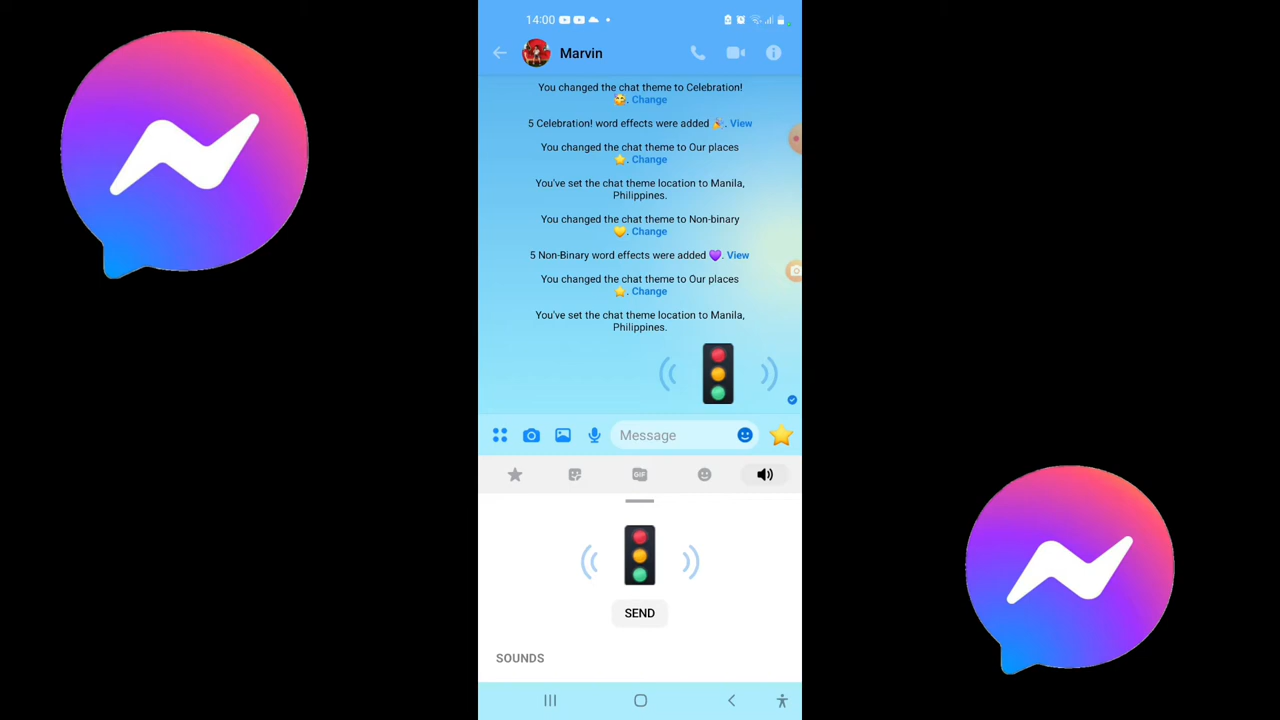 14:00
Marvin
You changed the chat theme to Celebration!
🥰. Change
5 Celebration! word effects were added 🎉. View
You changed the chat theme to Our places
⭐. Change
You've set the chat theme location to Manila,
Philippines.
You changed the chat theme to Non-binary
💛. Change
5 Non-Binary word effects were added 💜. View
You changed the chat theme to Our places
⭐. Change
You've set the chat theme location to Manila,
Philippines.
Message
GIF
SEND
SOUNDS